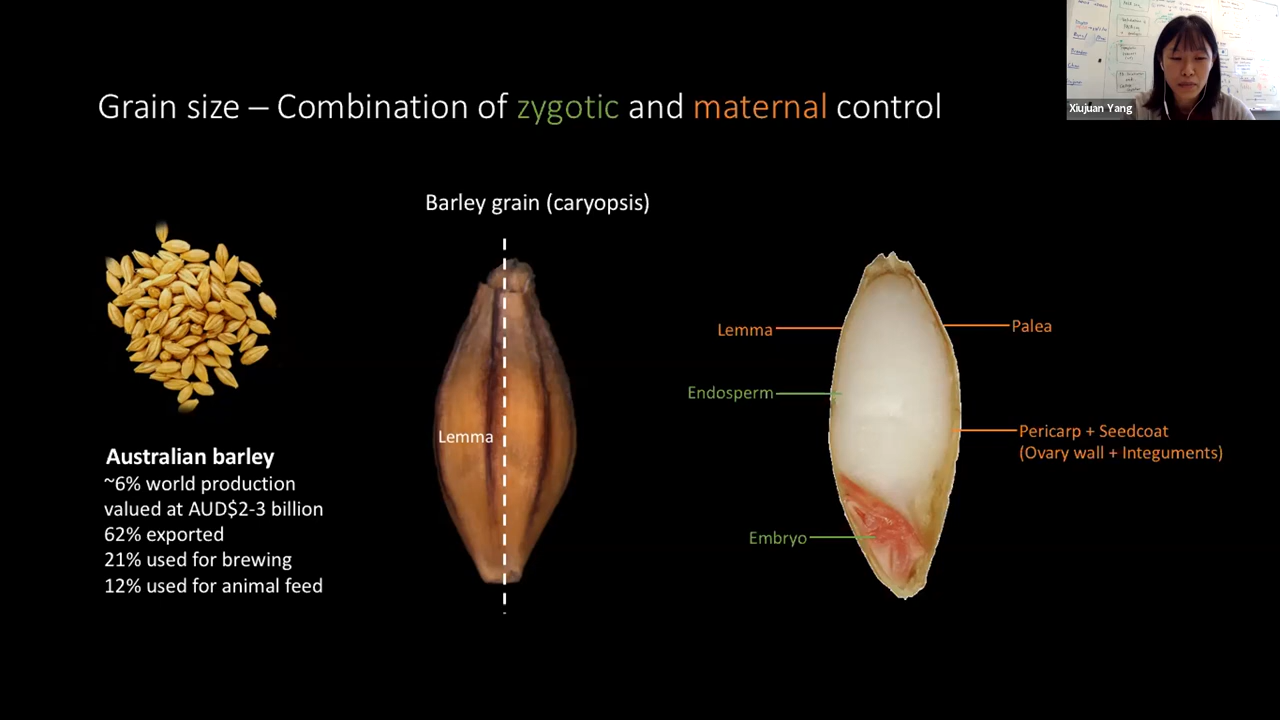 Grain size – Combination of zygotic and maternal control
Xiujuan Yang
Barley grain (caryopsis)
Lemma
Australian barley
~6% world production
valued at AUD$2-3 billion
62% exported
21% used for brewing
12% used for animal feed
Lemma
Endosperm
Embryo
Palea
Pericarp + Seedcoat
(Ovary wall + Integuments)